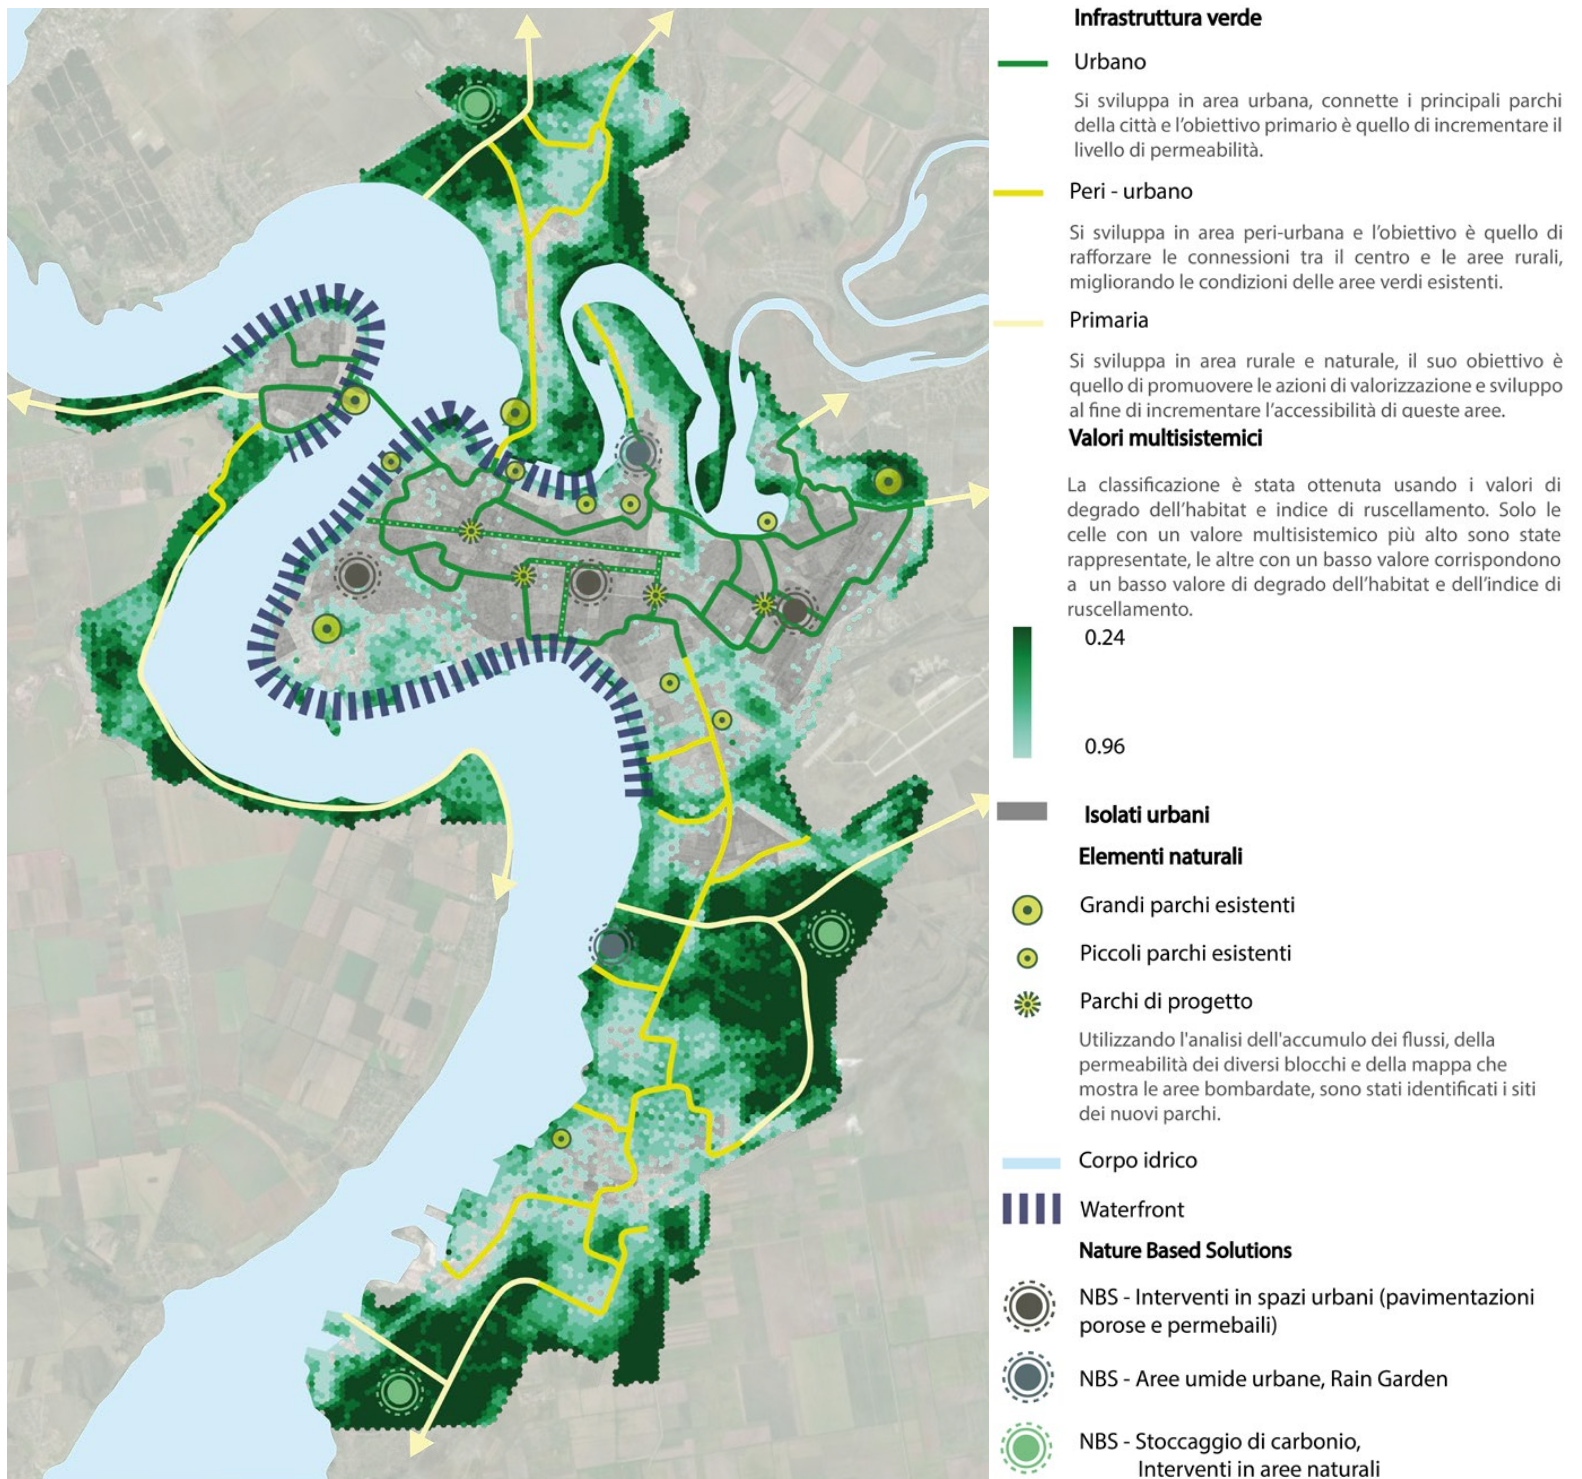 Infrastruttura verde
Urbano
Si sviluppa in area urbana, connette i principali parchi
della città e l'obiettivo primario è quello di incrementare il
livello di permeabilità.
Peri - urbano
Si sviluppa in area peri-urbana e l'obiettivo è quello di
rafforzare le connessioni tra il centro e le aree rurali,
migliorando le condizioni delle aree verdi esistenti.
Primaria
Si sviluppa in area rurale e naturale, il suo obiettivo è
quello di promuovere le azioni di valorizzazione e sviluppo
al fine di incrementare l'accessibilità di queste aree.
Valori multisistemici
La classificazione è stata ottenuta usando i valori di
degrado dell'habitat e indice di ruscellamento. Solo le
celle con un valore multisistemico più alto sono state
rappresentate, le altre con un basso valore corrispondono
a un basso valore di degrado dell'habitat e dell'indice di
ruscellamento.
0.24
0.96
Isolati urbani
Elementi naturali
Grandi parchi esistenti
Piccoli parchi esistenti
Parchi di progetto
Utilizzando l'analisi dell'accumulo dei flussi, della
permeabilità dei diversi blocchi e della mappa che
mostra le aree bombardate, sono stati identificati i siti
dei nuovi parchi.
Corpo idrico
Waterfront
Nature Based Solutions
NBS - Interventi in spazi urbani (pavimentazioni
porose e permebaili)
NBS - Aree umide urbane, Rain Garden
NBS - Stoccaggio di carbonio,
Interventi in aree naturali